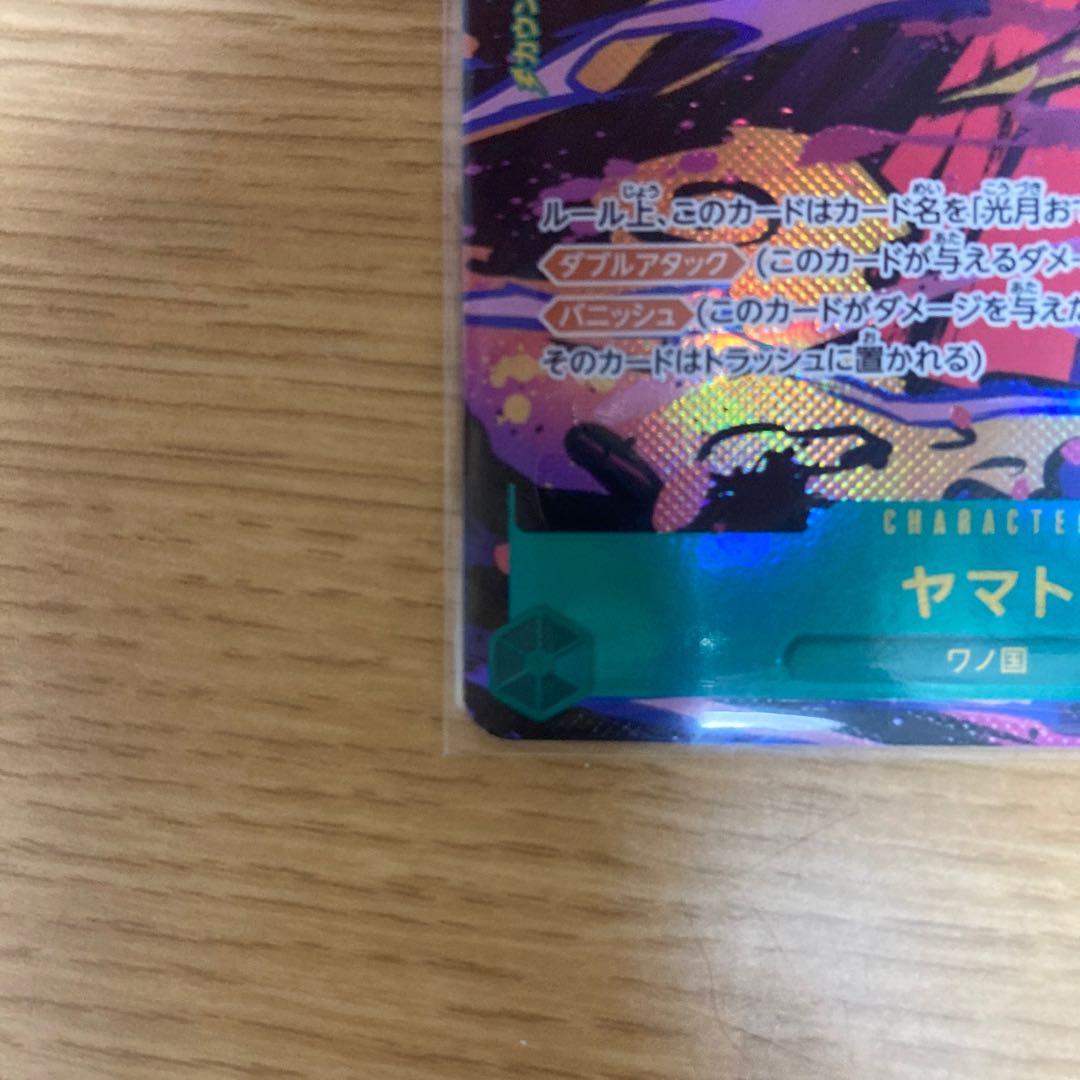 カウン
ルール上、このカードはカード名を「光月お
ダブルアタック (このカードが与えるダメー
バニッシュ (このカードがダメージを与えた
そのカードはトラッシュに置かれる)
CHARACTE
ヤマト
ワノ国